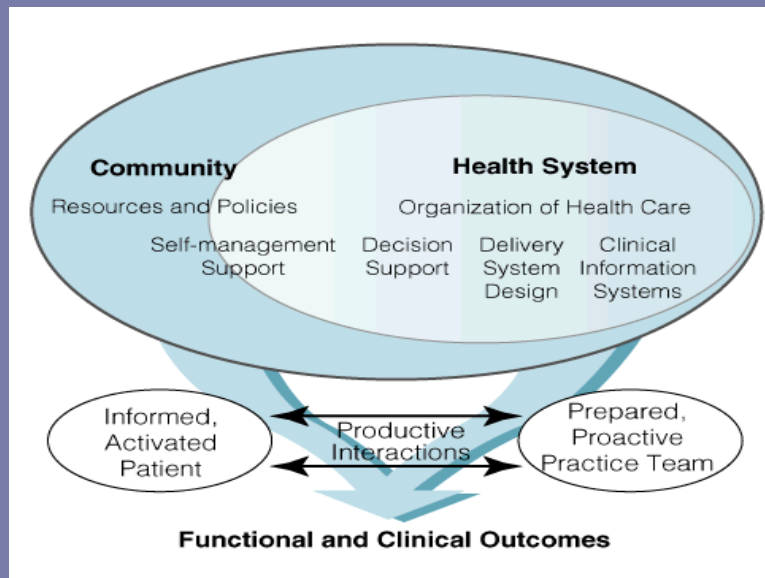 Community
Health System
Resources and Policies
Organization of Health Care
Self-management
Support
Decision
Support
Delivery
System
Design
Clinical
Information
Systems
Informed,
Activated
Patient
Productive
Interactions
Prepared,
Proactive
Practice Team
Functional and Clinical Outcomes